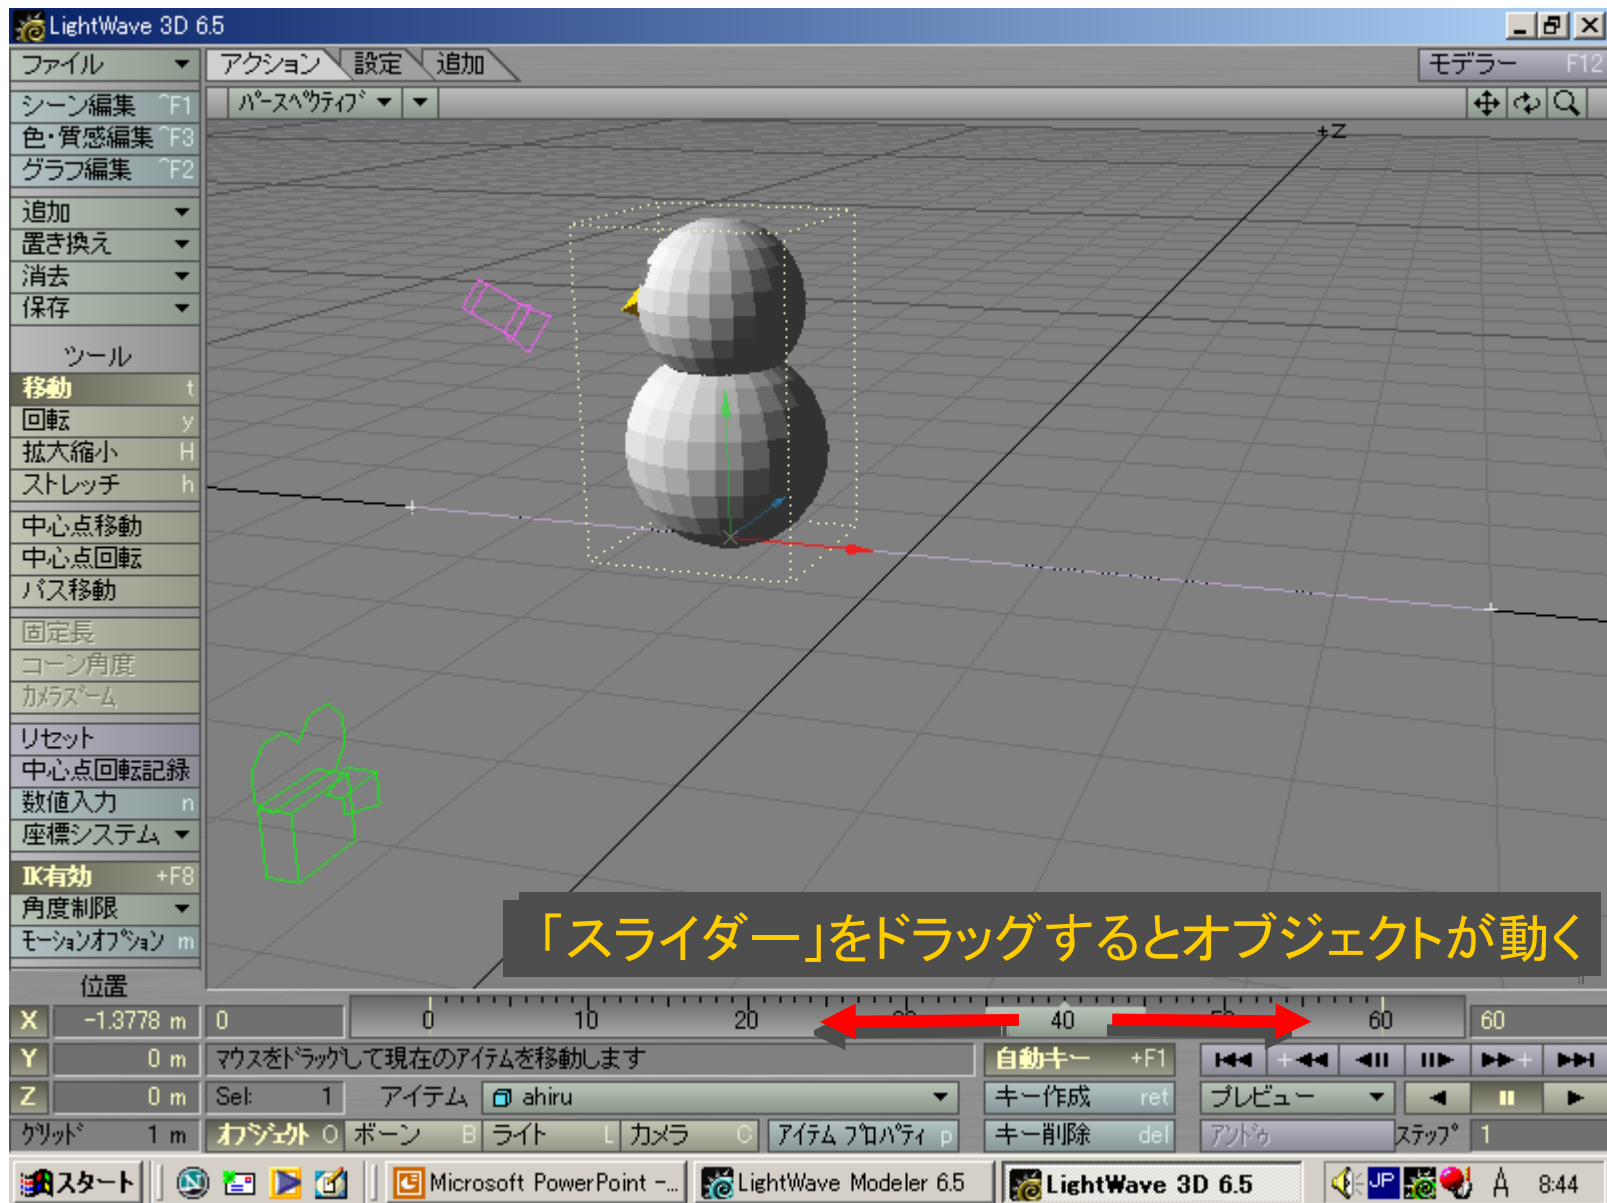 LightWave 3D 6.5
ファイル
アクション 設定 追加
モデラー F12
シーン編集 ^F1
パースペクティブ
色・質感編集 ^F3
グラフ編集 ^F2
+Z
追加
置き換え
消去
保存
ツール
移動 t
回転 y
拡大縮小 H
ストレッチ h
中心点移動
中心点回転
パス移動
固定長
コーン角度
カメラズーム
リセット
中心点回転記録
数値入力 n
座標システム
IK有効 +F8
角度制限
モーションオプション m
「スライダー」をドラッグするとオブジェクトが動く
位置
X -1.3778 m 0 0 10 20 40 60 60
Y 0 m マウスをドラッグして現在のアイテムを移動します 自動キー +F1
Z 0 m Sel: 1 アイテム ahiru キー作成 ret プレビュー
グリッド 1 m オブジェクト O ボーン B ライト L カメラ C アイテム プロパティ p キー削除 del アンドゥ ステップ 1
スタート Microsoft PowerPoint -... LightWave Modeler 6.5 LightWave 3D 6.5 JP A 8:44